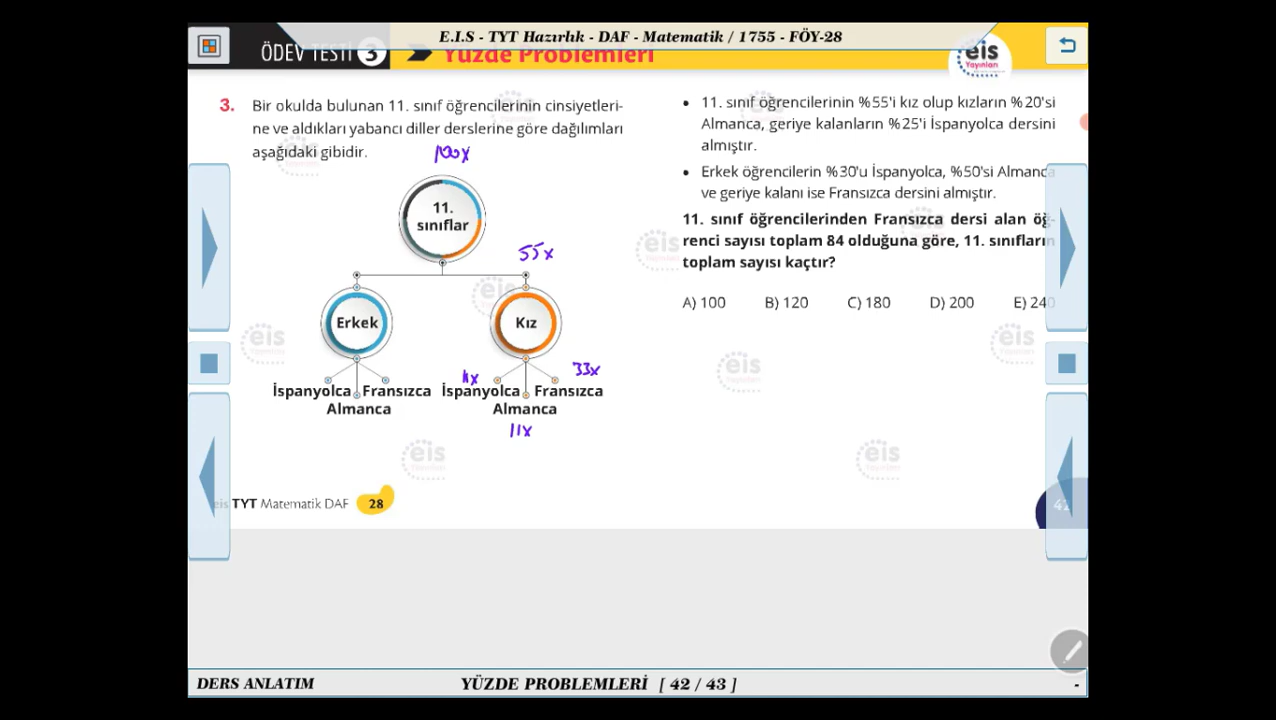 E.I.S - TYT Hazırlık - DAF - Matematik / 1755 - FÖY-28
ÖDEV TESTİ 3 Yüzde Problemleri
eis
Yayınları
3. Bir okulda bulunan 11. sınıf öğrencilerinin cinsiyetleri-
ne ve aldıkları yabancı diller derslerine göre dağılımları
aşağıdaki gibidir.
100x
11.
sınıflar
55x
Erkek
Kız
33x
İspanyolca Fransızca
Almanca
İspanyolca Fransızca
Almanca
11x
eis TYT Matematik DAF 28
• 11. sınıf öğrencilerinin %55'i kız olup kızların %20'si
Almanca, geriye kalanların %25'i İspanyolca dersini
almıştır.
• Erkek öğrencilerin %30'u İspanyolca, %50'si Almanca
ve geriye kalanı ise Fransızca dersini almıştır.
11. sınıf öğrencilerinden Fransızca dersi alan öğ-
renci sayısı toplam 84 olduğuna göre, 11. sınıfların
toplam sayısı kaçtır?
A) 100 B) 120 C) 180 D) 200 E) 240
42
DERS ANLATIM
YÜZDE PROBLEMLERİ [ 42 / 43 ]
-